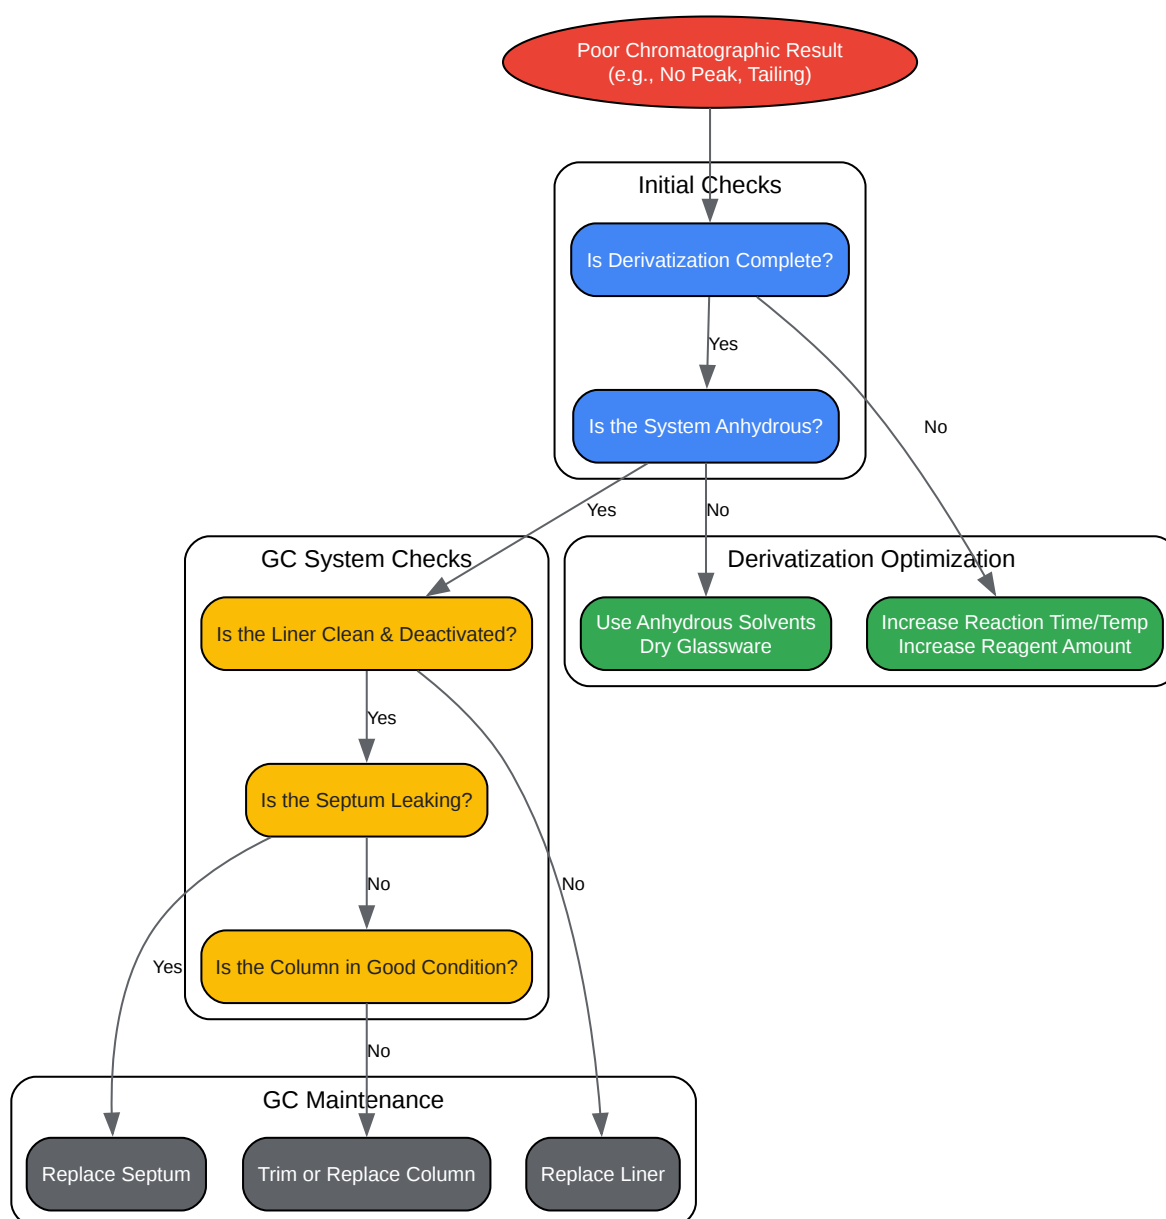 Poor Chromatographic Result
(e.g., No Peak, Tailing)
Initial Checks
Is Derivatization Complete?
Yes
Is the System Anhydrous?
No
Yes
No
GC System Checks
Derivatization Optimization
Is the Liner Clean & Deactivated?
Use Anhydrous Solvents
Dry Glassware
Increase Reaction Time/Temp
Increase Reagent Amount
Yes
Is the Septum Leaking?
No
No
Yes
Is the Column in Good Condition?
No
GC Maintenance
Replace Septum
Trim or Replace Column
Replace Liner